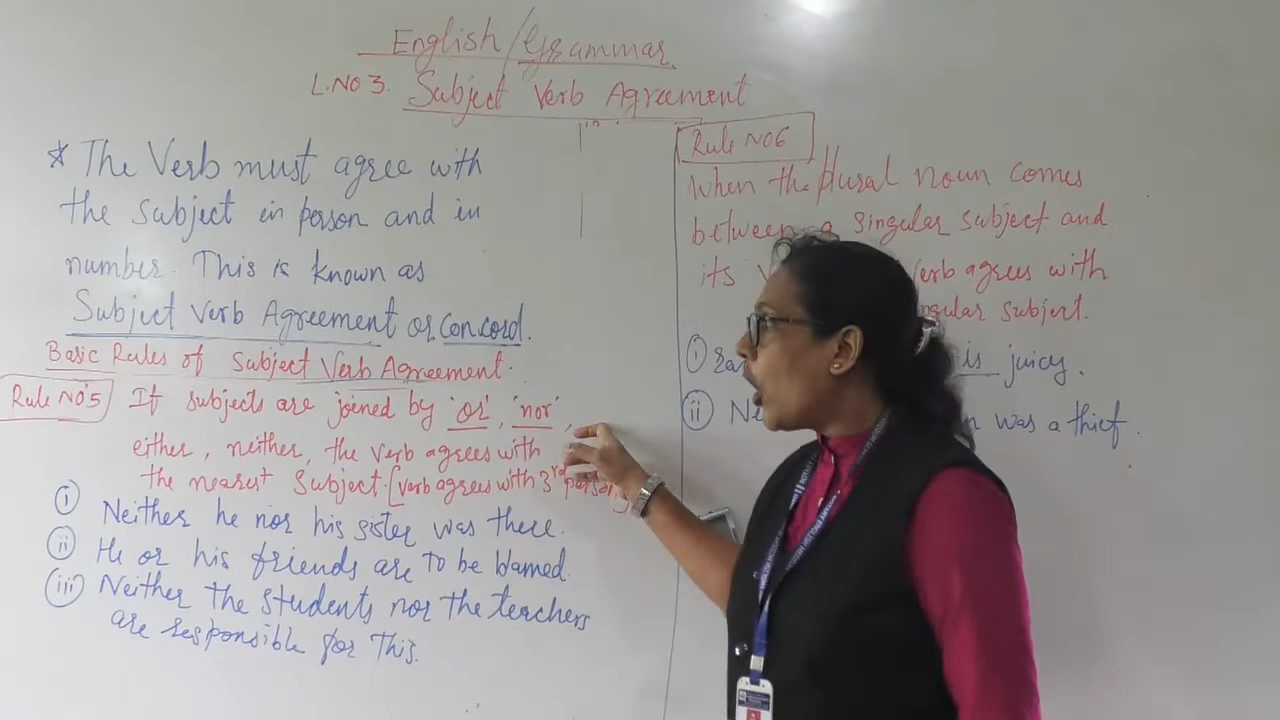 English/Grammar.
L.NO 3. Subject Verb Agreement
* The Verb must agree with
the subject in person and in
number. This is known as
Subject Verb Agreement or Concord.
Basic Rules of Subject Verb Agreement.
Rule NO 5 If subjects are joined by 'or', 'nor',
either, neither, the verb agrees with
the nearest subject. [verb agrees with 3rd person
(i) Neither he nor his sister was there.
(ii) He or his friends are to be blamed.
(iii) Neither the students nor the teachers
are responsible for this.
Rule NO 6
When the plural noun comes
between a singular subject and
its verb agrees with
subject.
(i) is juicy.
(ii) was a thief.